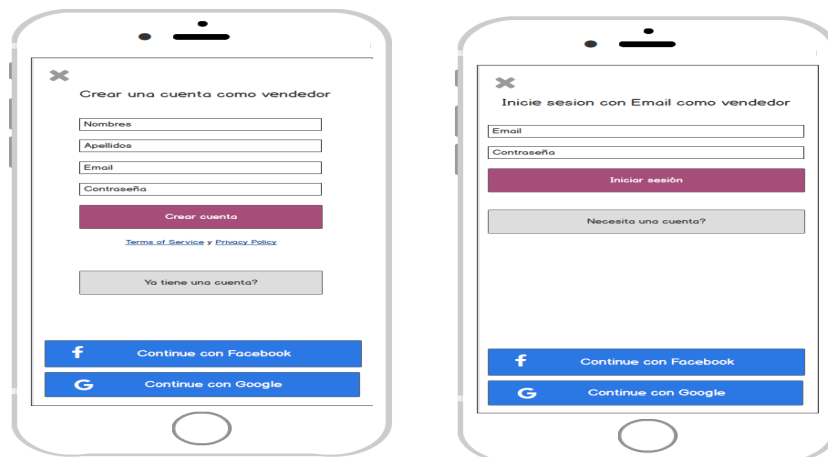 Crear una cuenta como vendedor
Nombres
Apellidos
Email
Contraseña
Crear cuenta
Terms of Service y Privacy Policy
Ya tiene una cuenta?
f Continue con Facebook
G Continue con Google
Inicie sesion con Email como vendedor
Email
Contraseña
Iniciar sesión
Necesita una cuenta?
f Continue con Facebook
G Continue con Google